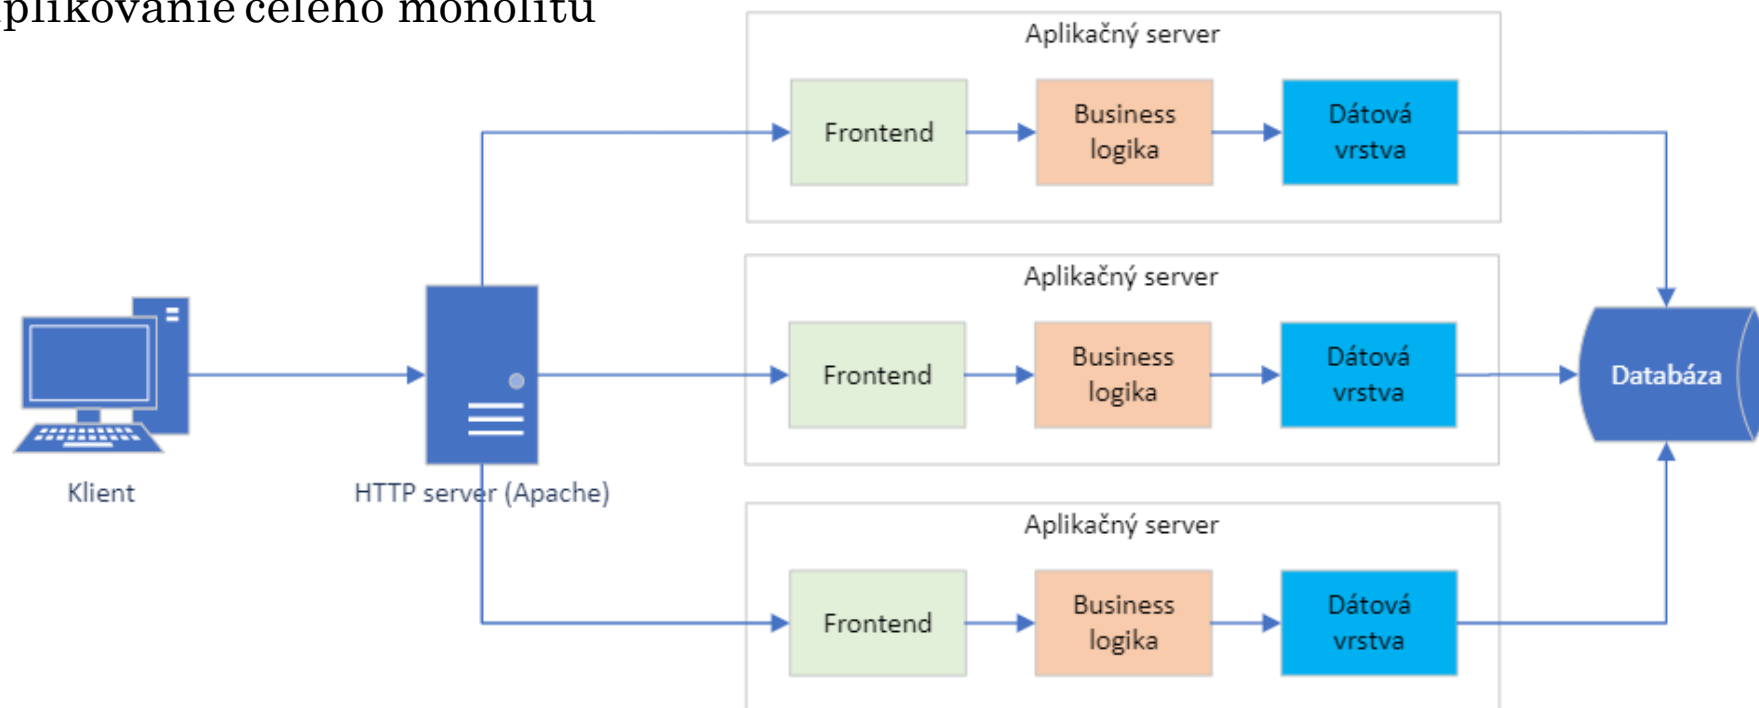 celého monolitu
Aplikačný server
Frontend
Business
logika
Dátová
vrstva
Aplikačný server
Frontend
Business
logika
Dátová
vrstva
Databáza
Klient
HTTP server (Apache)
Aplikačný server
Frontend
Business
logika
Dátová
vrstva